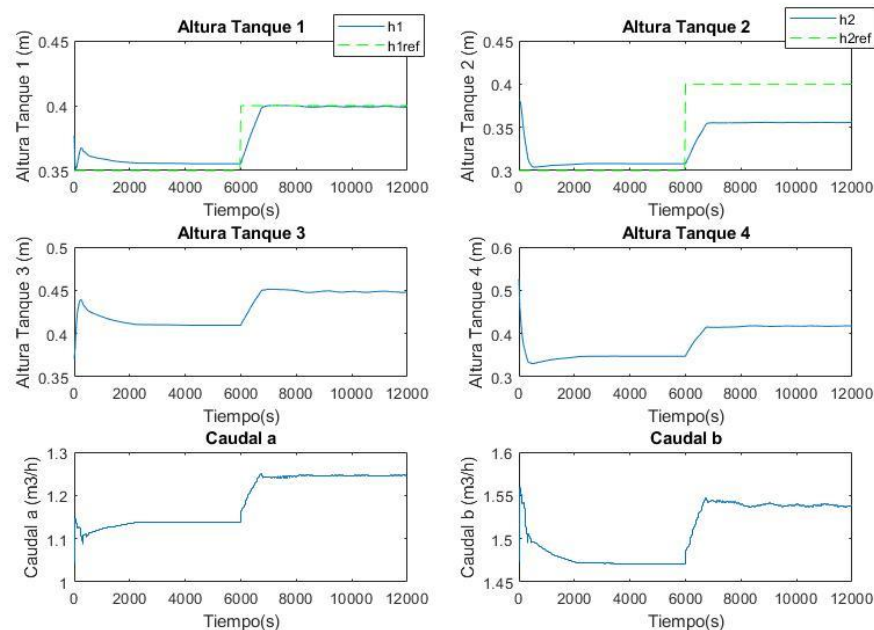 Altura Tanque 1
h1
h1ref
Altura Tanque 1 (m)
0.45
0.4
0.35
0 2000 4000 6000 8000 10000 12000
Tiempo(s)
Altura Tanque 2
h2
h2ref
Altura Tanque 2 (m)
0.45
0.4
0.35
0.3
0 2000 4000 6000 8000 10000 12000
Tiempo(s)
Altura Tanque 3
Altura Tanque 3 (m)
0.5
0.45
0.4
0.35
0 2000 4000 6000 8000 10000 12000
Tiempo(s)
Altura Tanque 4
Altura Tanque 4 (m)
0.6
0.5
0.4
0.3
0 2000 4000 6000 8000 10000 12000
Tiempo(s)
Caudal a
Caudal a (m3/h)
1.3
1.2
1.1
1
0 2000 4000 6000 8000 10000 12000
Tiempo(s)
Caudal b
Caudal b (m3/h)
1.6
1.55
1.5
1.45
0 2000 4000 6000 8000 10000 12000
Tiempo(s)